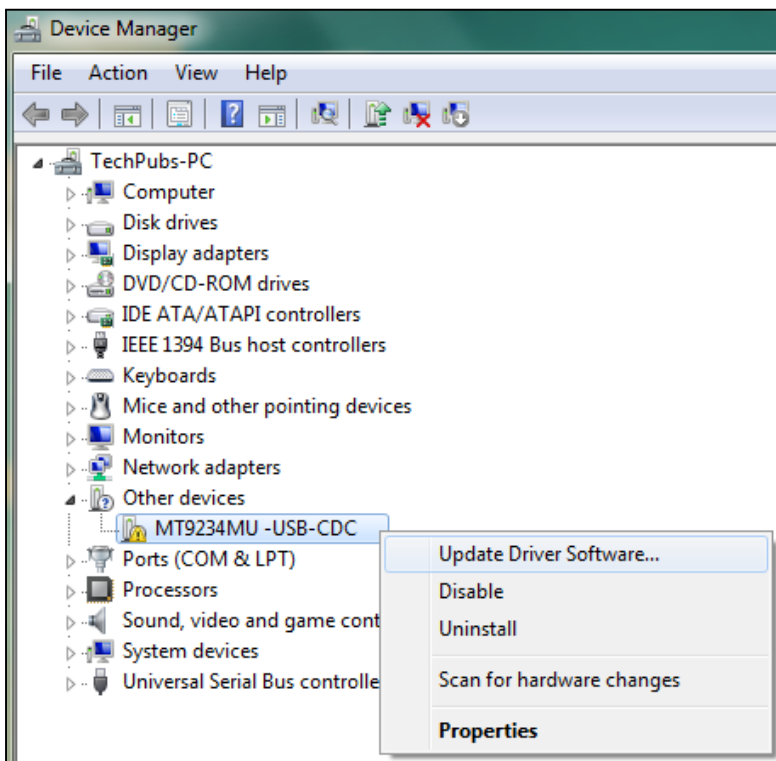 Device Manager
File Action View Help
TechPubs-PC
Computer
Disk drives
Display adapters
DVD/CD-ROM drives
IDE ATA/ATAPI controllers
IEEE 1394 Bus host controllers
Keyboards
Mice and other pointing devices
Monitors
Network adapters
Other devices
MT9234MU -USB-CDC
Ports (COM & LPT)
Processors
Sound, video and game cont
System devices
Universal Serial Bus controlle
Update Driver Software...
Disable
Uninstall
Scan for hardware changes
Properties